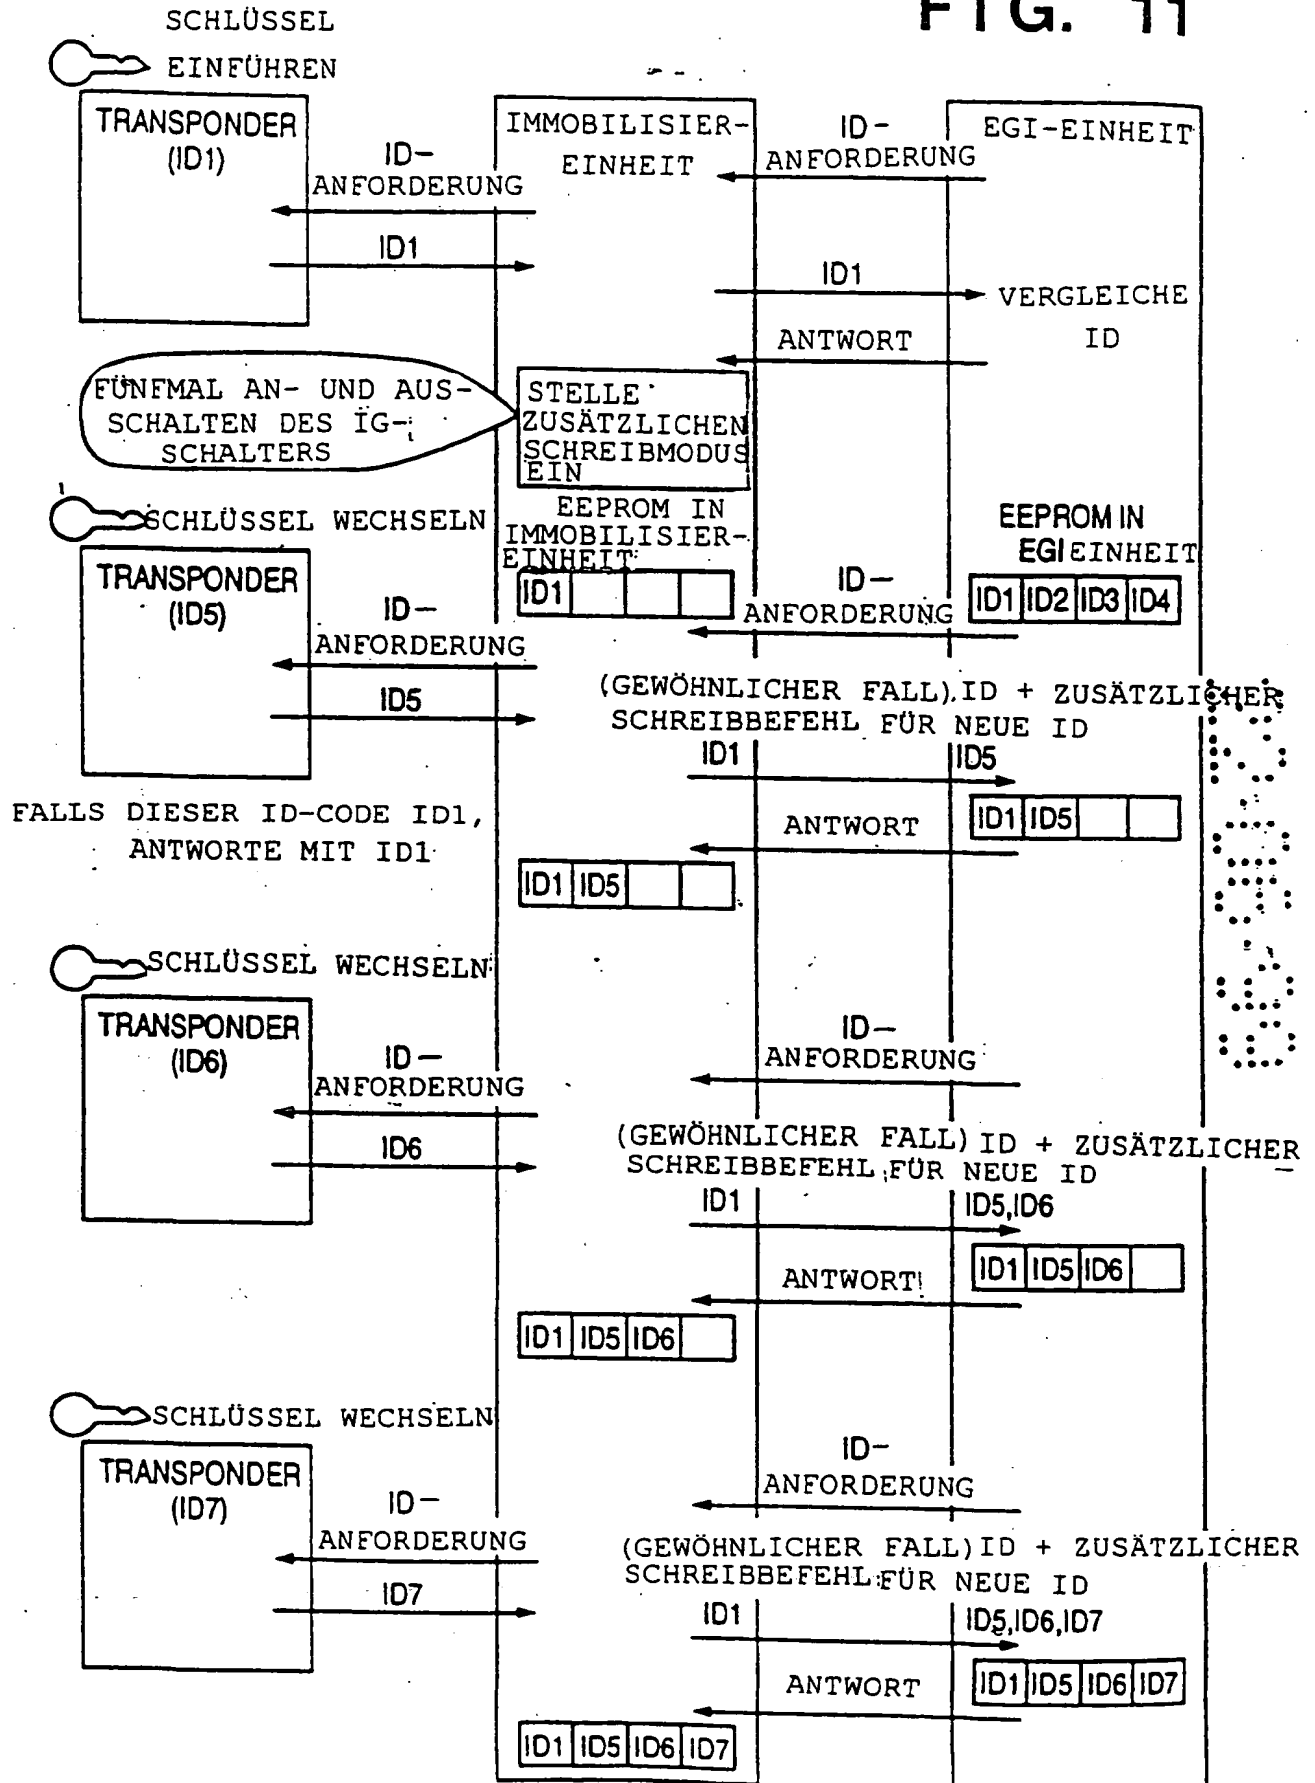 FIG. 11
SCHLÜSSEL
EINFÜHREN
TRANSPONDER
(ID1)
IMMOBILISIER-
EINHEIT
EGI-EINHEIT
ID-
ANFORDERUNG
ID-
ANFORDERUNG
ID1
ID1
VERGLEICHE
ID
ANTWORT
FÜNFMAL AN- UND AUS-
SCHALTEN DES IG-
SCHALTERS
STELLE
ZUSÄTZLICHEN
SCHREIBMODUS
EIN
SCHLÜSSEL WECHSELN
EEPROM IN
IMMOBILISIER-
EINHEIT
EEPROM IN
EGI EINHEIT
TRANSPONDER
(ID5)
ID1
ID-
ANFORDERUNG
ID1 ID2 ID3 ID4
ID-
ANFORDERUNG
ID5
(GEWÖHNLICHER FALL) ID + ZUSÄTZLICHER
SCHREIBBEFEHL FÜR NEUE ID
ID1 ID5
FALLS DIESER ID-CODE ID1,
ANTWORTE MIT ID1
ANTWORT
ID1 ID5
ID1 ID5
SCHLÜSSEL WECHSELN
TRANSPONDER
(ID6)
ID-
ANFORDERUNG
ID-
ANFORDERUNG
ID6
(GEWÖHNLICHER FALL) ID + ZUSÄTZLICHER
SCHREIBBEFEHL FÜR NEUE ID
ID1 ID5,ID6
ANTWORT
ID1 ID5 ID6
ID1 ID5 ID6
SCHLÜSSEL WECHSELN
TRANSPONDER
(ID7)
ID-
ANFORDERUNG
ID-
ANFORDERUNG
ID7
(GEWÖHNLICHER FALL) ID + ZUSÄTZLICHER
SCHREIBBEFEHL FÜR NEUE ID
ID1 ID5,ID6,ID7
ANTWORT
ID1 ID5 ID6 ID7
ID1 ID5 ID6 ID7